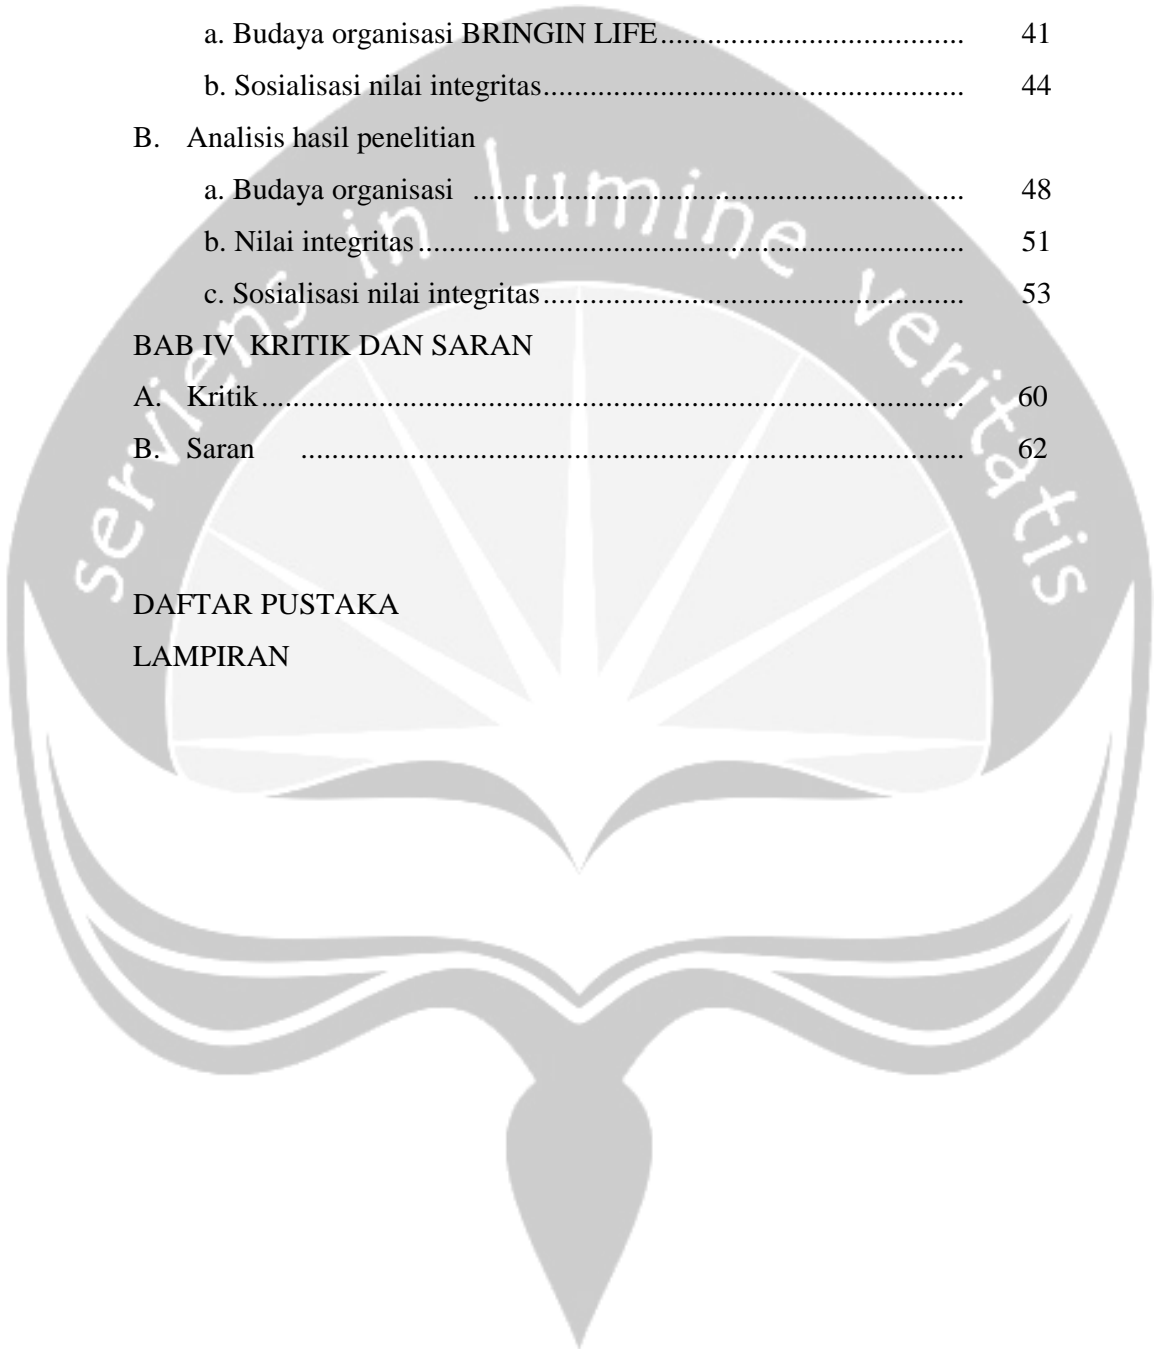 a. Budaya organisasi BRINGIN LIFE.................................. 41
b. Sosialisasi nilai integritas............................................... 44
B. Analisis hasil penelitian
a. Budaya organisasi ....................................................... 48
b. Nilai integritas ............................................................. 51
c. Sosialisasi nilai integritas............................................... 53
BAB IV KRITIK DAN SARAN
A. Kritik............................................................................... 60
B. Saran .......................................................................... 62
DAFTAR PUSTAKA
LAMPIRAN
serviens in lumine veritatis